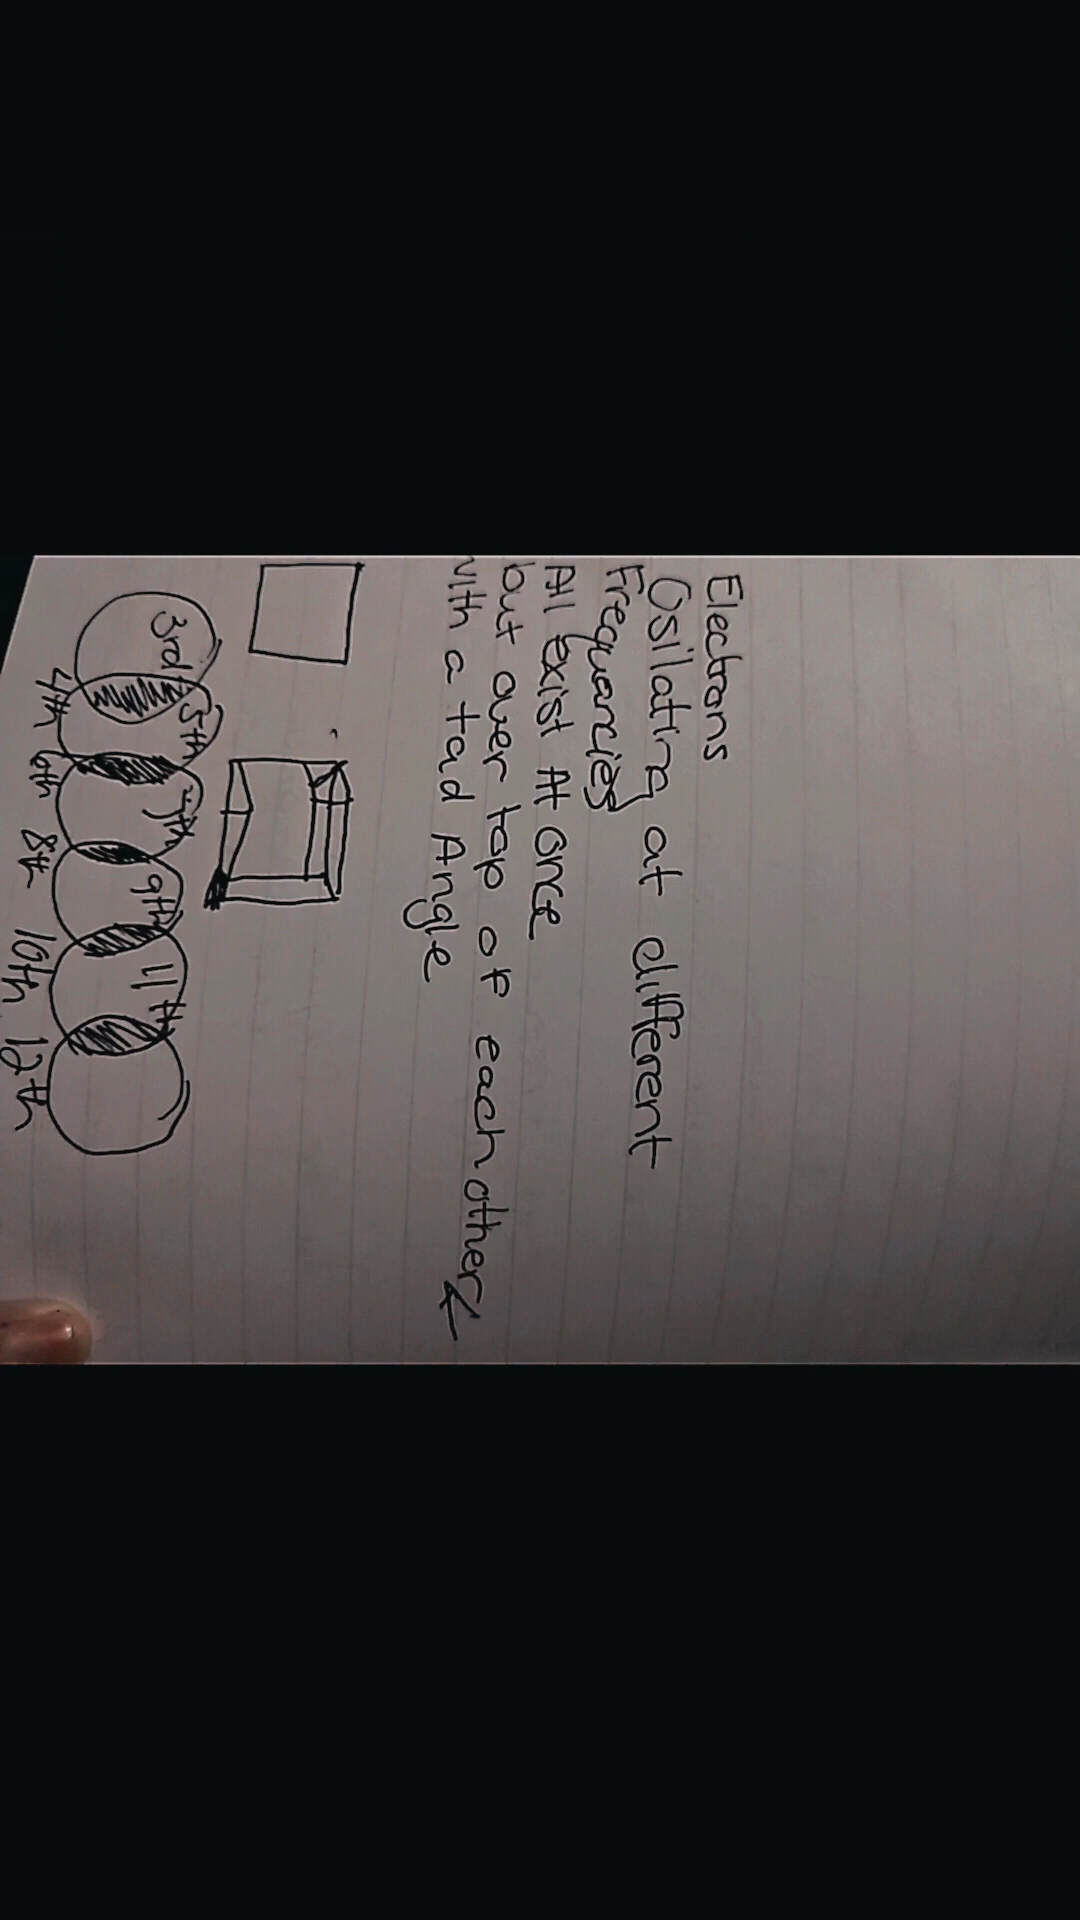 Electrons
Osilating at different
Frequencies
All exist At once
but over top of each other
with a tad Angle
3rd 5th 7th 9th 11th
4th 6th 8th 10th 12th